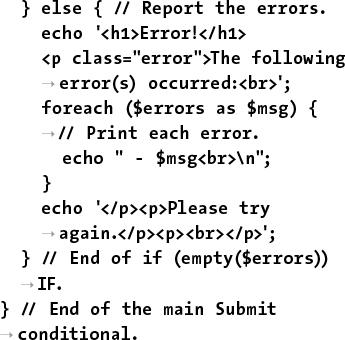 } else { // Report the errors.
echo '<h1>Error!</h1>
<p class="error">The following
→error(s) occurred:<br>';
foreach ($errors as $msg) {
→// Print each error.
echo " - $msg<br>\n";
}
echo '</p><p>Please try
→again.</p><p><br></p>';
} // End of if (empty($errors))
→IF.
} // End of the main Submit
→conditional.